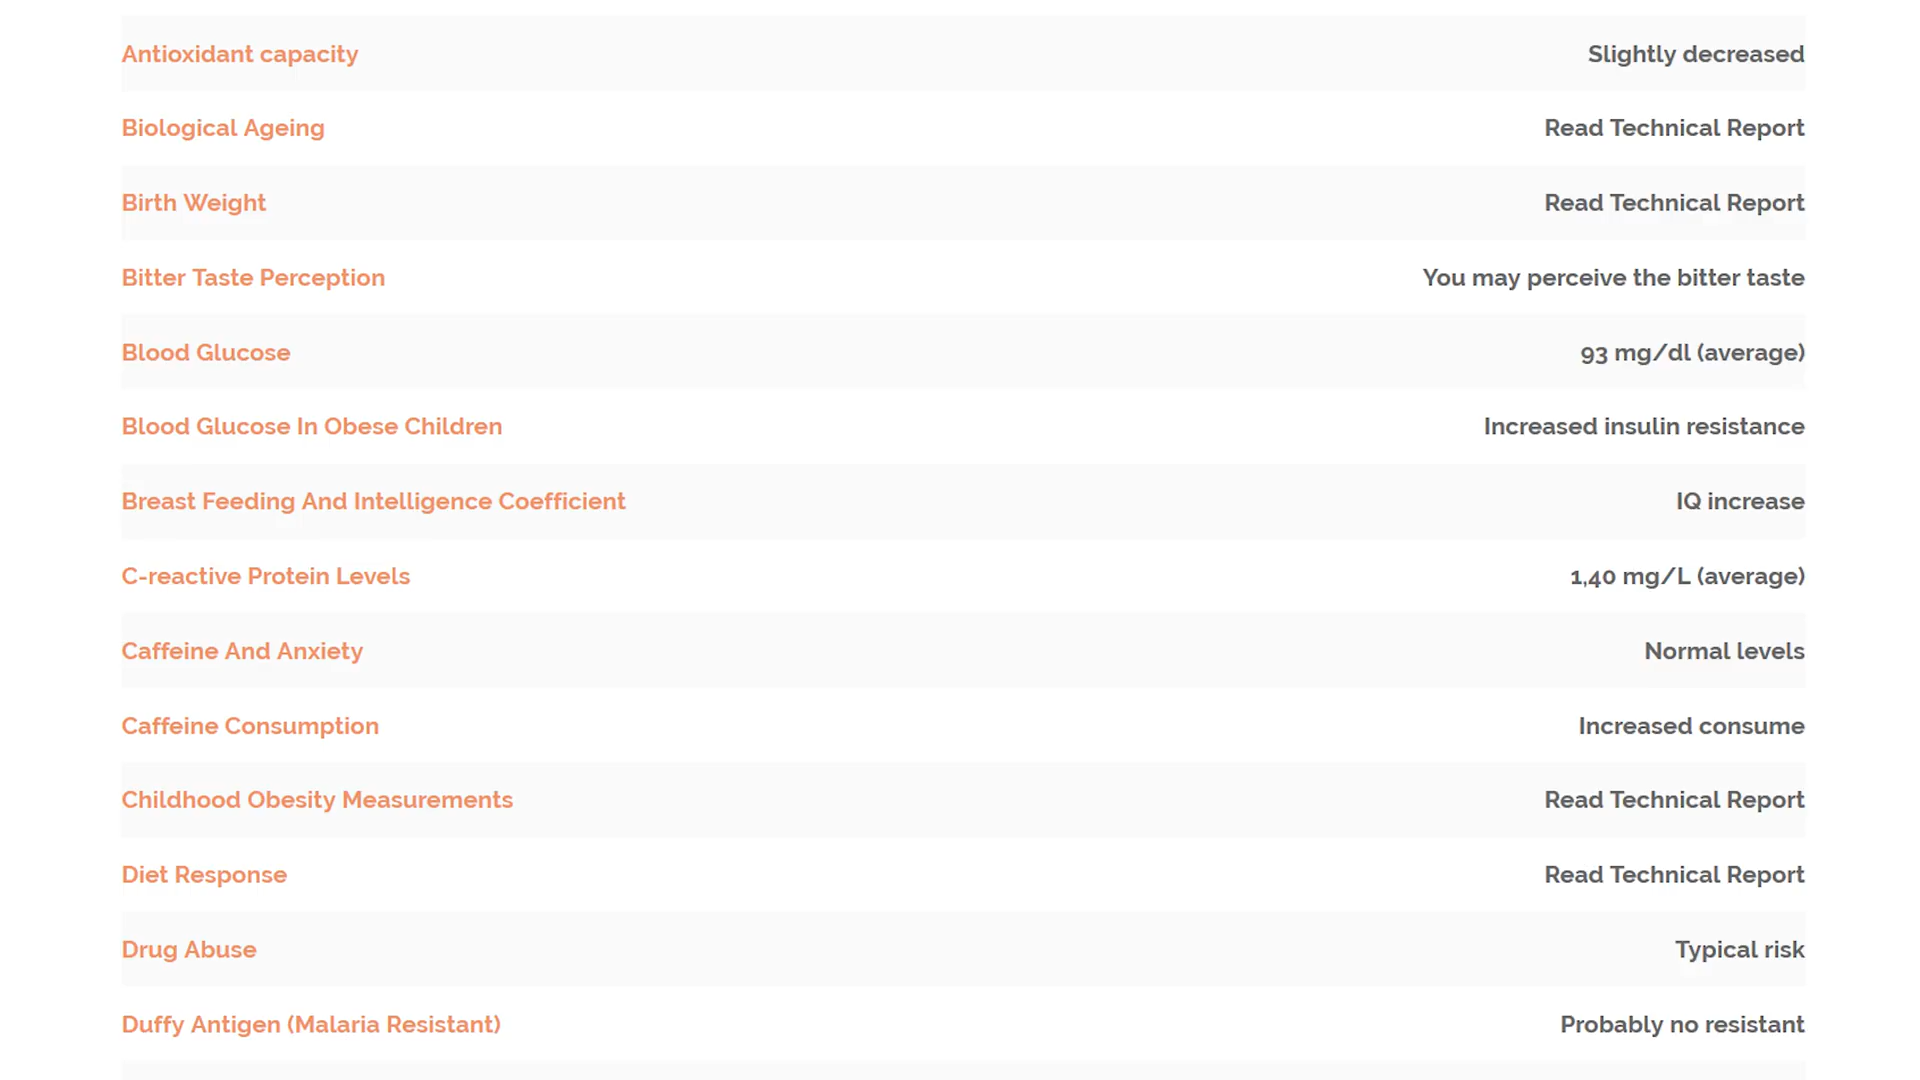 Antioxidant capacity Slightly decreased
Biological Ageing Read Technical Report
Birth Weight Read Technical Report
Bitter Taste Perception You may perceive the bitter taste
Blood Glucose 93 mg/dl (average)
Blood Glucose In Obese Children Increased insulin resistance
Breast Feeding And Intelligence Coefficient IQ increase
C-reactive Protein Levels 1,40 mg/L (average)
Caffeine And Anxiety Normal levels
Caffeine Consumption Increased consume
Childhood Obesity Measurements Read Technical Report
Diet Response Read Technical Report
Drug Abuse Typical risk
Duffy Antigen (Malaria Resistant) Probably no resistant